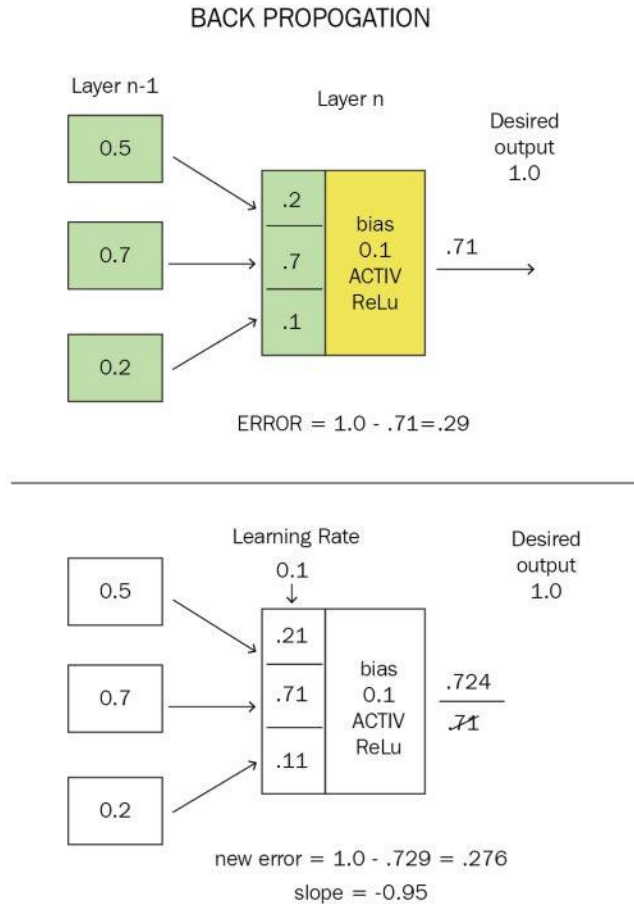 BACK PROPOGATION
Layer n-1
Layer n
Desired
output
1.0
0.5
0.7
0.2
.2
.7
.1
bias
0.1
ACTIV
ReLu
.71
ERROR = 1.0 - .71=.29
Learning Rate
0.1
Desired
output
1.0
0.5
0.7
0.2
.21
.71
.11
bias
0.1
ACTIV
ReLu
.724
.71
new error = 1.0 - .729 = .276
slope = -0.95